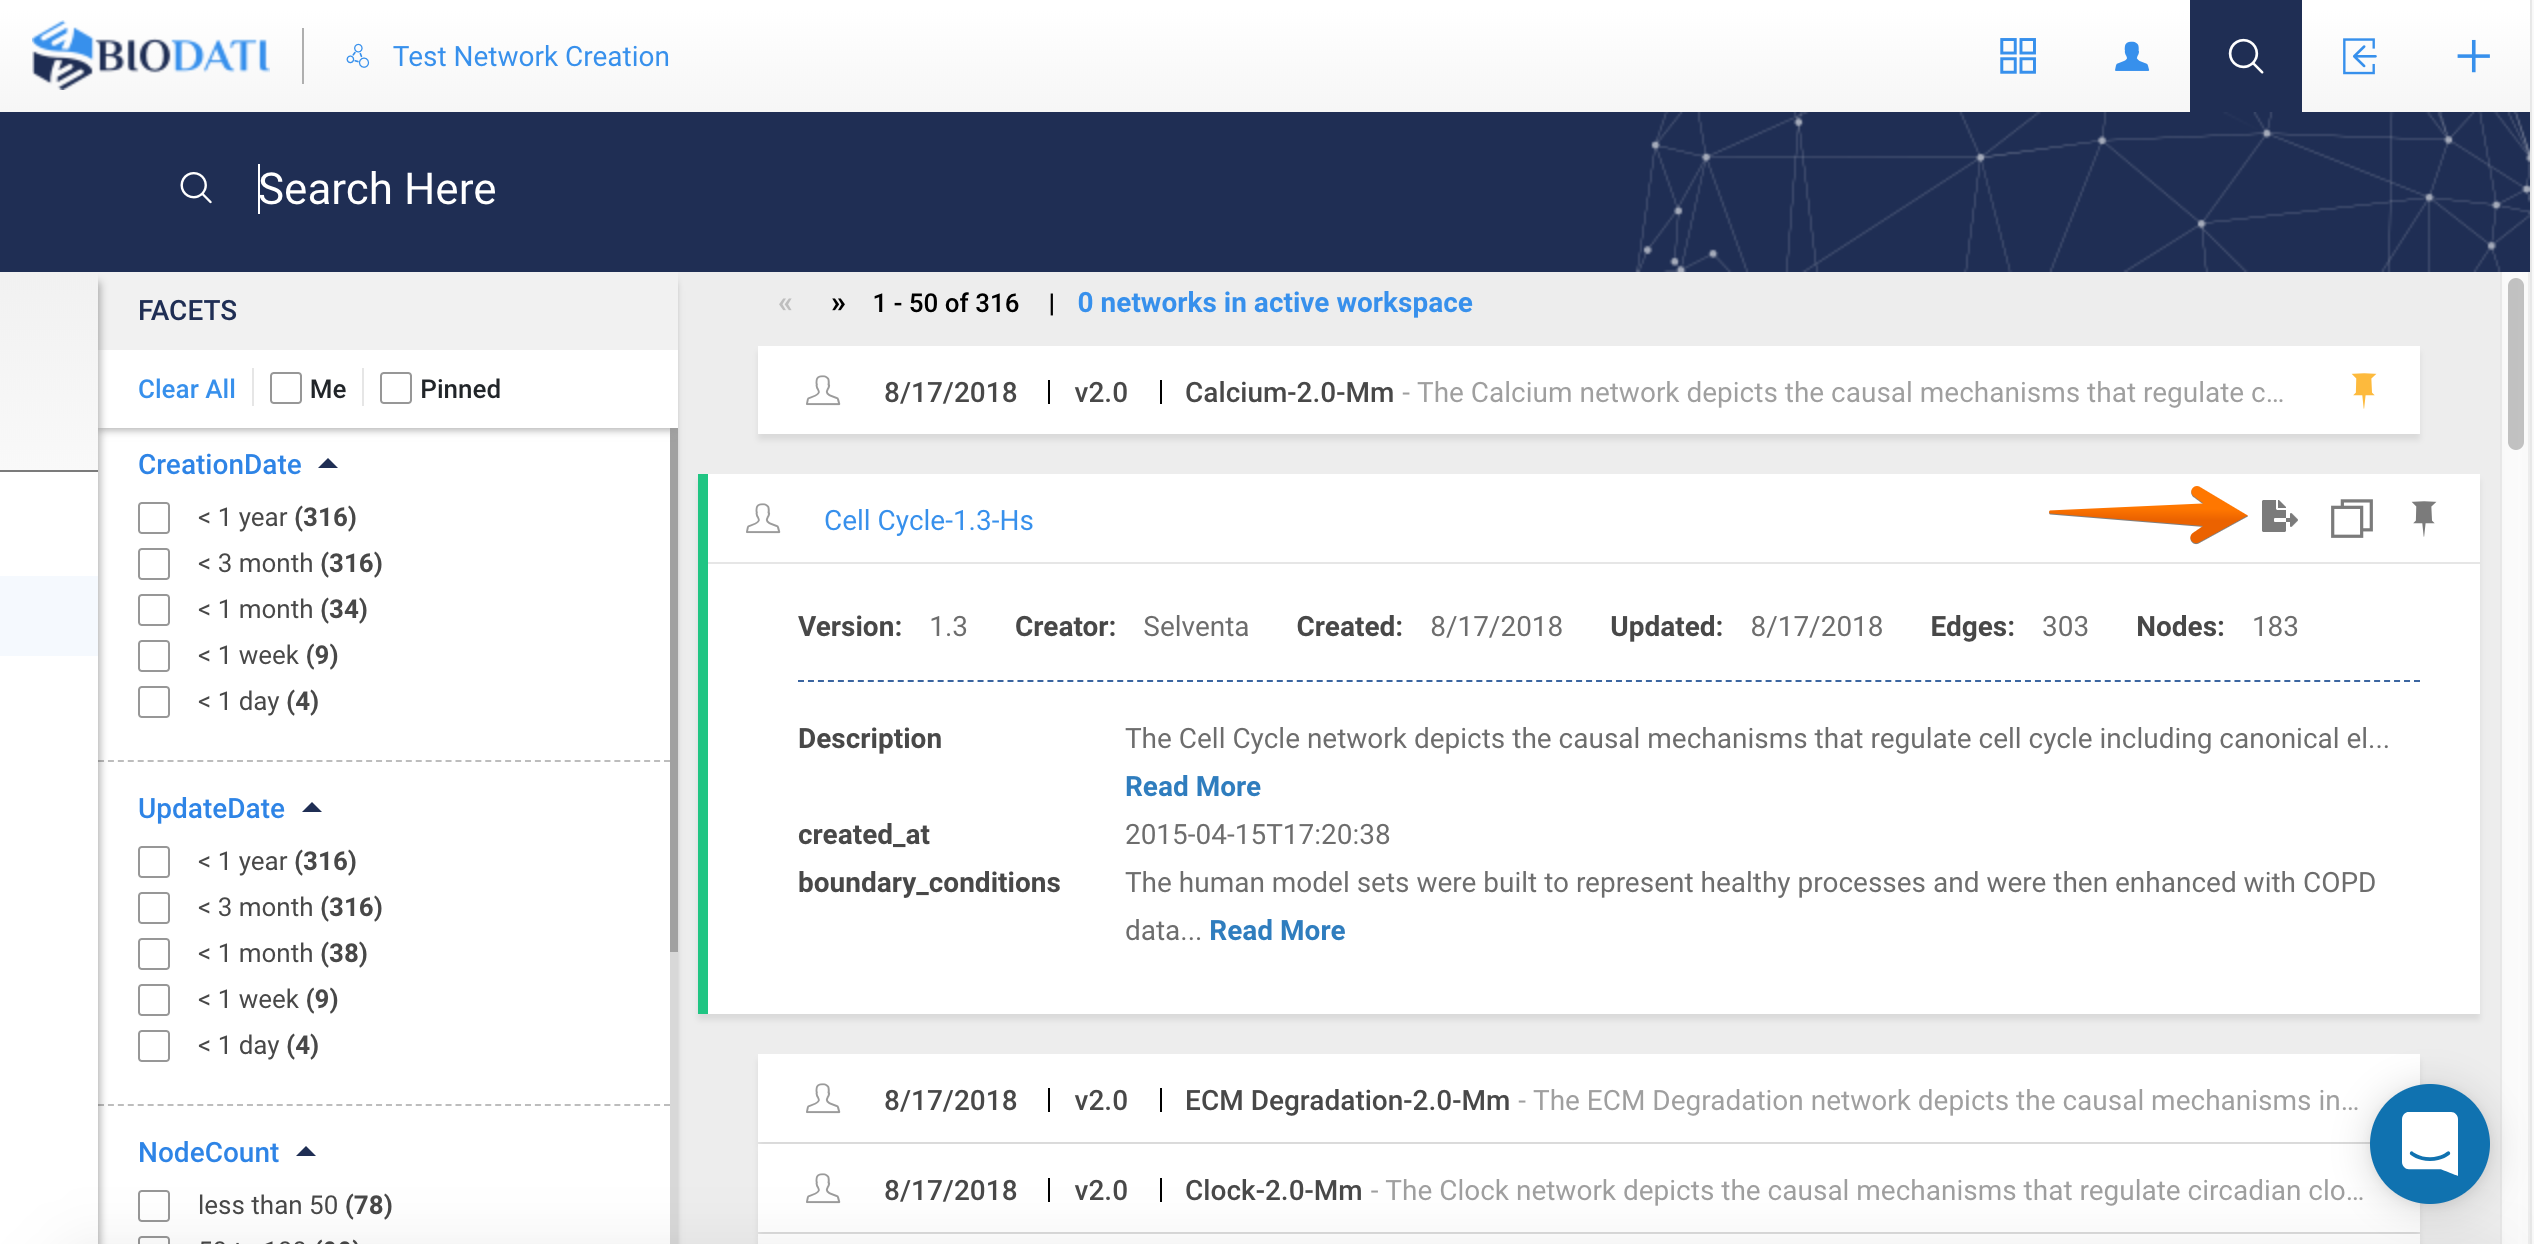 BIODATI
Test Network Creation
Search Here
FACETS
Clear All
Me
Pinned
CreationDate
< 1 year (316)
< 3 month (316)
< 1 month (34)
< 1 week (9)
< 1 day (4)
UpdateDate
< 1 year (316)
< 3 month (316)
< 1 month (38)
< 1 week (9)
< 1 day (4)
NodeCount
less than 50 (78)
« » 1 - 50 of 316 | 0 networks in active workspace
8/17/2018 | v2.0 | Calcium-2.0-Mm - The Calcium network depicts the causal mechanisms that regulate c...
Cell Cycle-1.3-Hs
Version: 1.3 Creator: Selventa Created: 8/17/2018 Updated: 8/17/2018 Edges: 303 Nodes: 183
Description The Cell Cycle network depicts the causal mechanisms that regulate cell cycle including canonical el...
Read More
created_at 2015-04-15T17:20:38
boundary_conditions The human model sets were built to represent healthy processes and were then enhanced with COPD
data... Read More
8/17/2018 | v2.0 | ECM Degradation-2.0-Mm - The ECM Degradation network depicts the causal mechanisms in...
8/17/2018 | v2.0 | Clock-2.0-Mm - The Clock network depicts the causal mechanisms that regulate circadian clo...